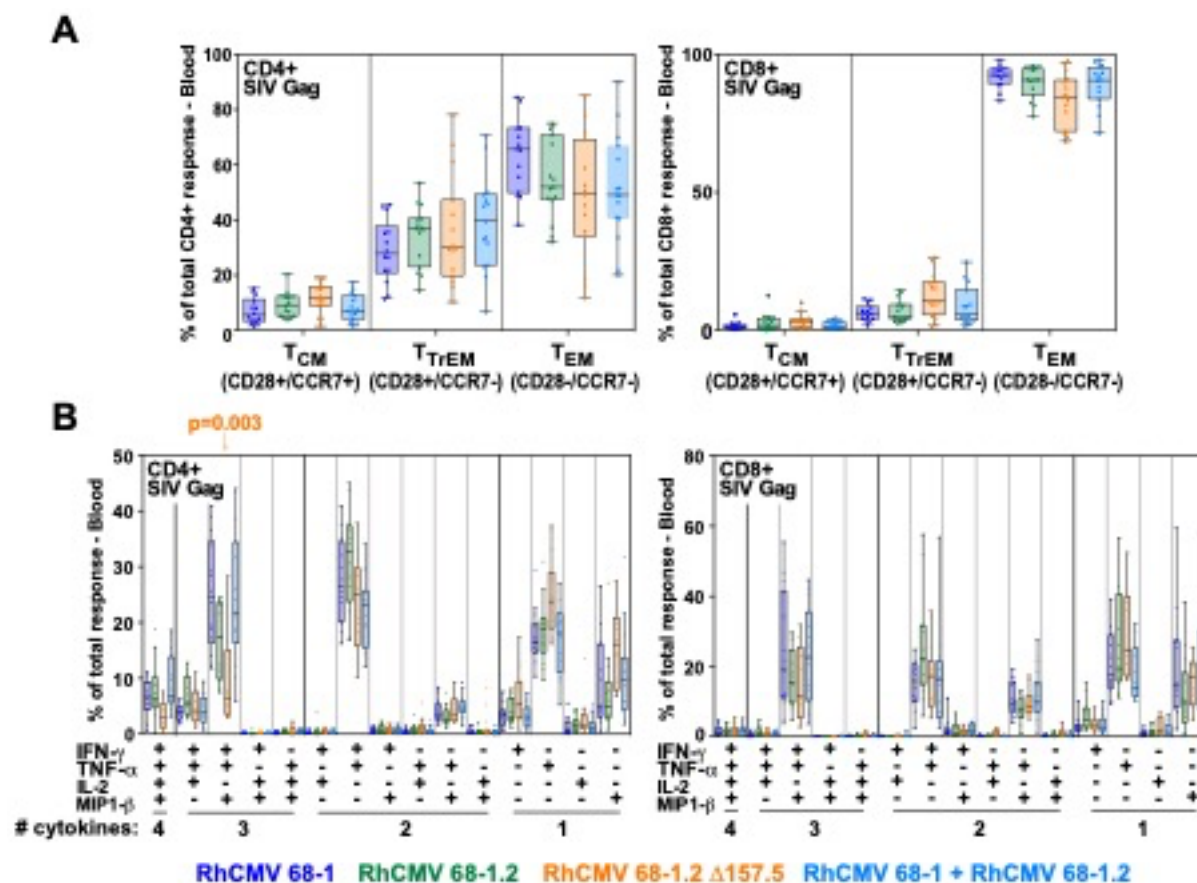 A
% of total CD4+ response - Blood
100
80
60
40
20
0
CD4+
SIV Gag
TCM
(CD28+/CCR7+)
TTrEM
(CD28+/CCR7-)
TEM
(CD28-/CCR7-)
% of total CD8+ response - Blood
100
50
0
CD8+
SIV Gag
TCM
(CD28+/CCR7+)
TTrEM
(CD28+/CCR7-)
TEM
(CD28-/CCR7-)
B
p=0.003
% of total response - Blood
50
40
30
20
10
0
CD4+
SIV Gag
% of total response - Blood
80
60
40
20
0
CD8+
SIV Gag
IFN-γ
TNF-α
IL-2
MIP1-β
# cytokines: 4 3 2 1
IFN-γ
TNF-α
IL-2
MIP1-β
4 3 2 1
RhCMV 68-1 RhCMV 68-1.2 RhCMV 68-1.2 Δ157.5 RhCMV 68-1 + RhCMV 68-1.2